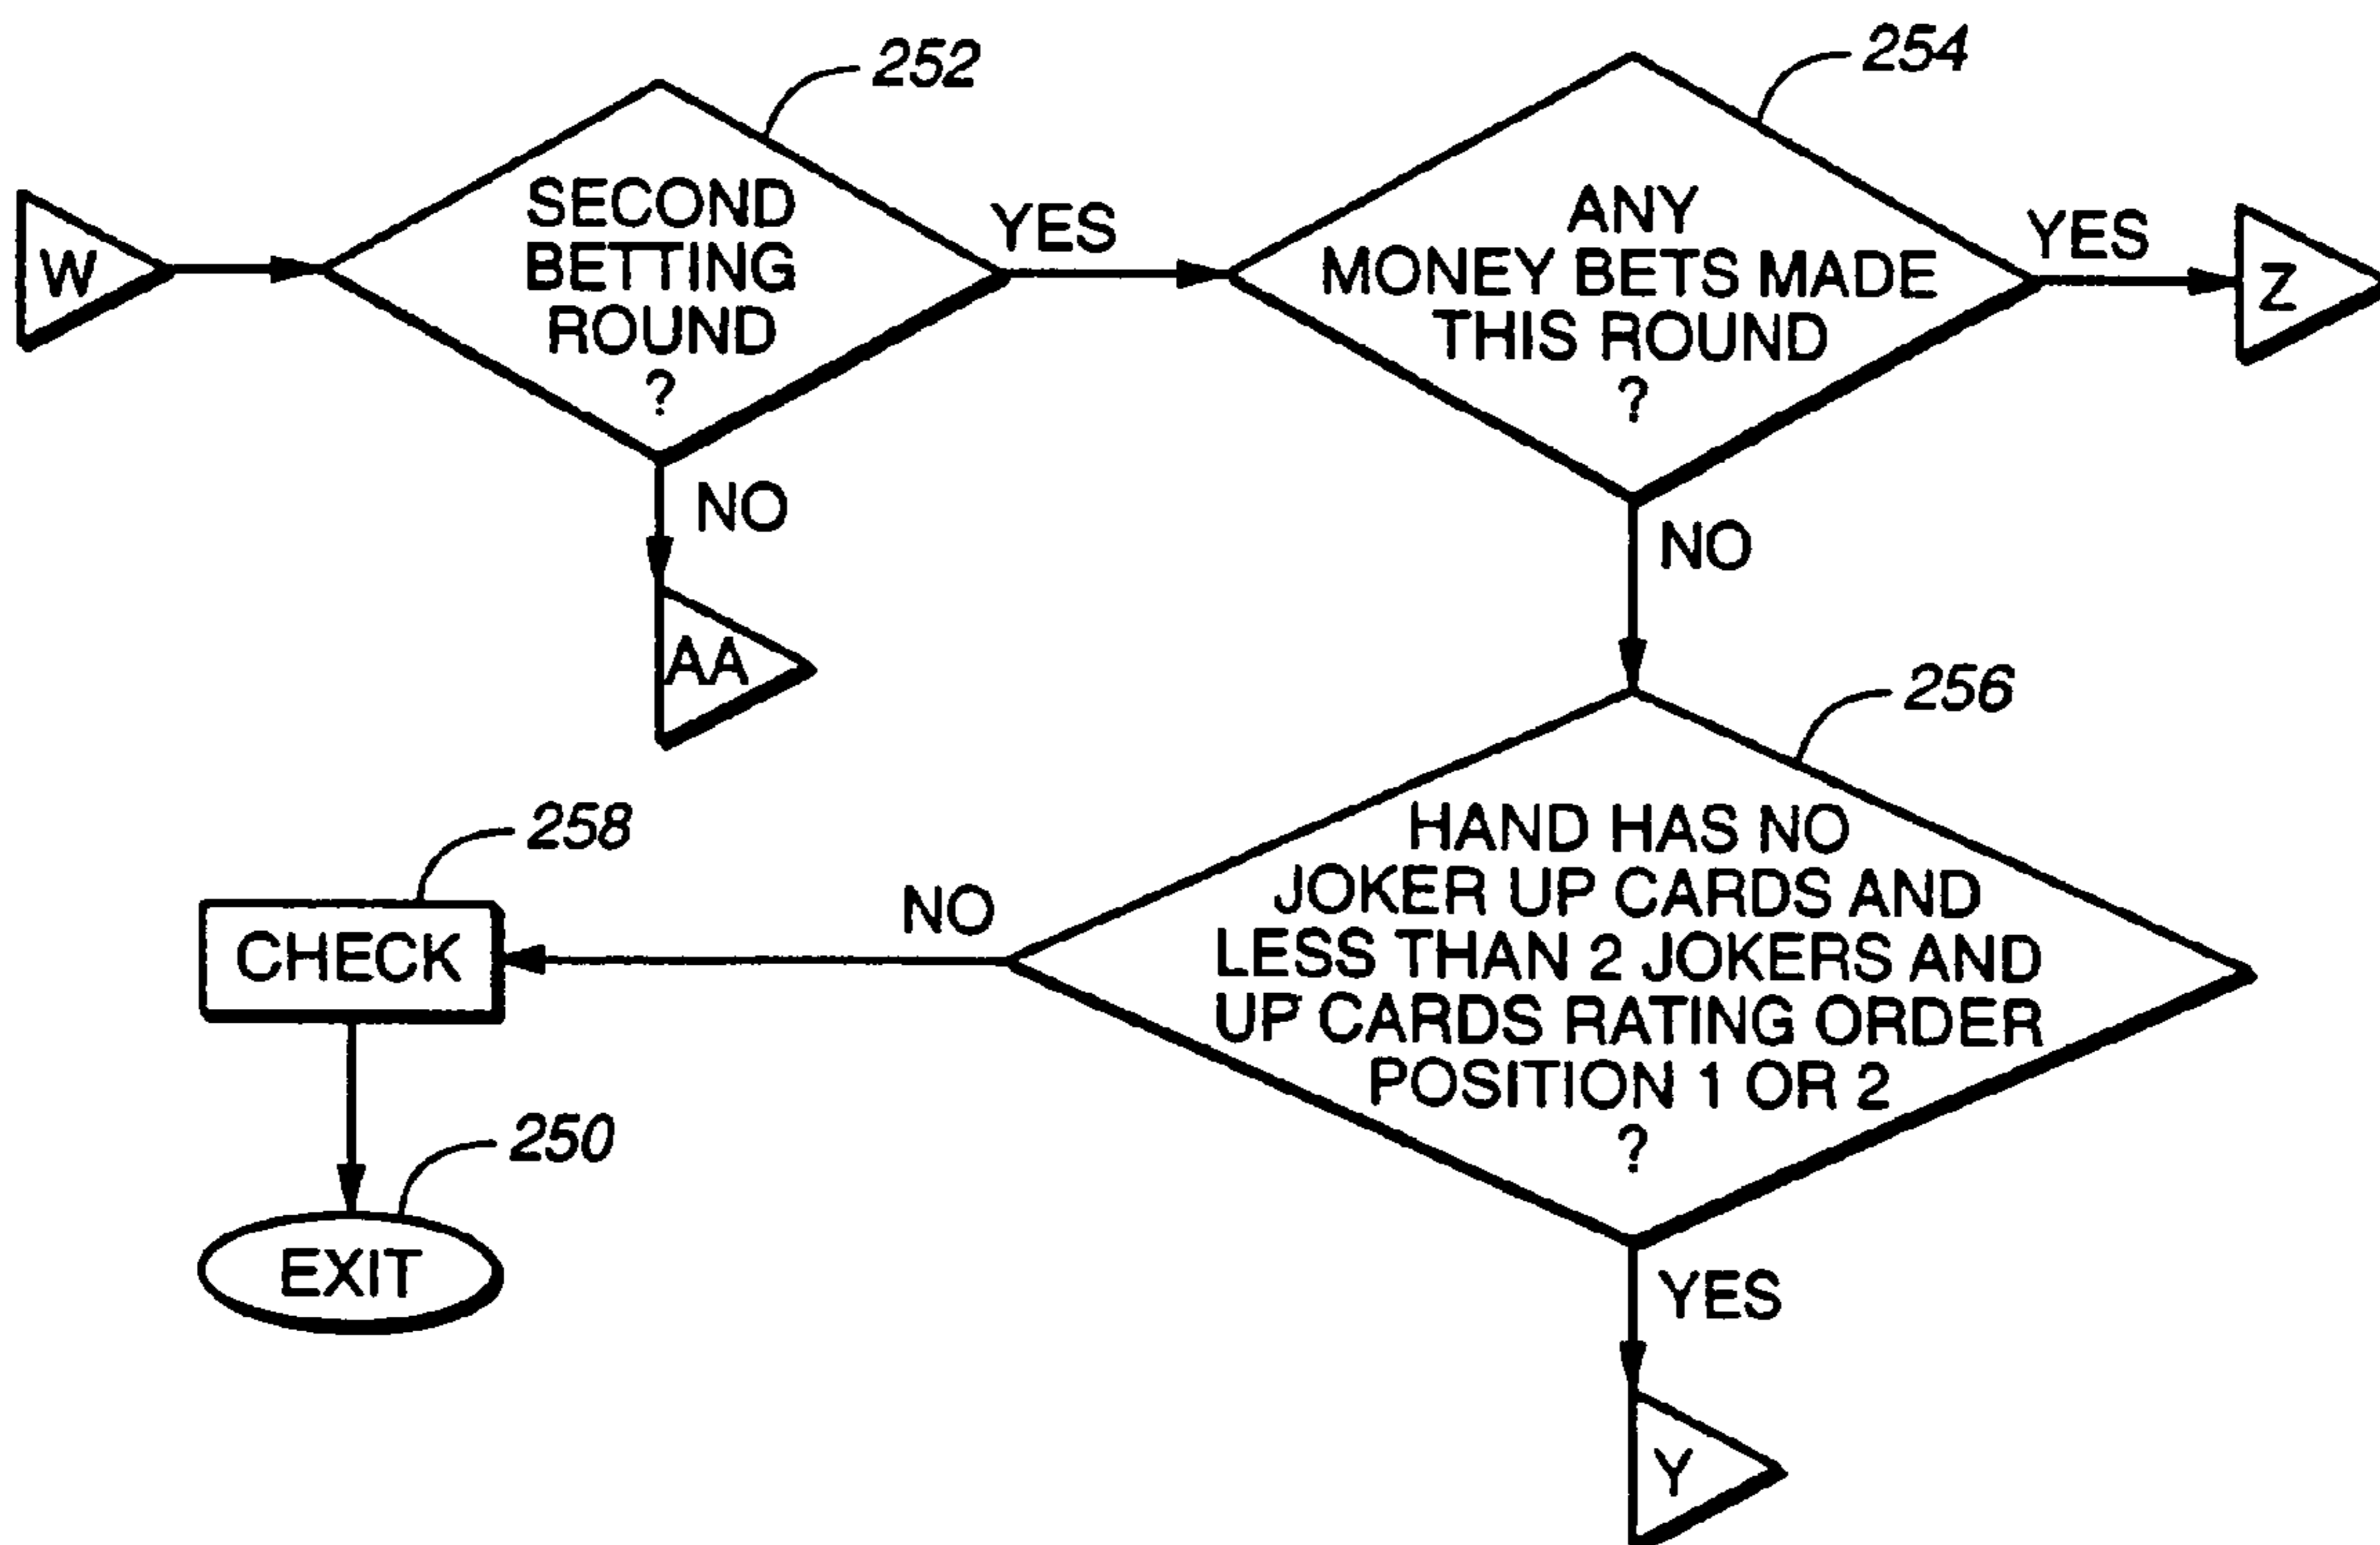 252
254
W
SECOND
BETTING
ROUND
?
YES
ANY
MONEY BETS MADE
THIS ROUND
?
YES
Z
NO
AA
NO
256
HAND HAS NO
JOKER UP CARDS AND
LESS THAN 2 JOKERS AND
UP CARDS RATING ORDER
POSITION 1 OR 2
?
NO
258
CHECK
250
EXIT
YES
Y